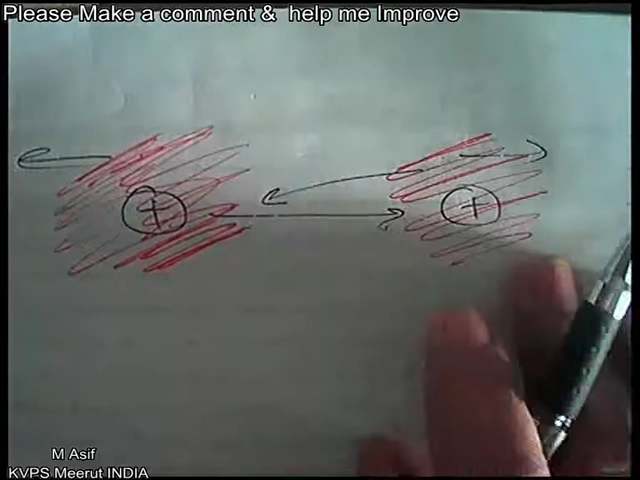 Please Make a comment &  help me Improve
+
+
M Asif
KVPS Meerut INDIA